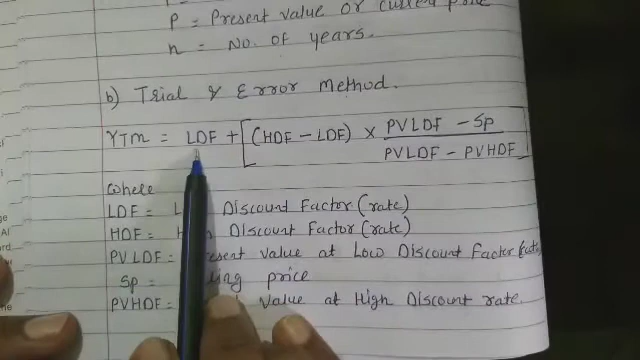 P = Present value or current price
n = No. of years.
b) Trial & Error Method.
YTM = LDF + [(HDF - LDF) × PVLDF - SP / PVLDF - PVHDF]
Where
LDF = Discount Factor (rate)
HDF = Discount Factor (rate)
PVLDF = Present Value at Low Discount Factor
SP = price
PVHDF = Value at High Discount rate.